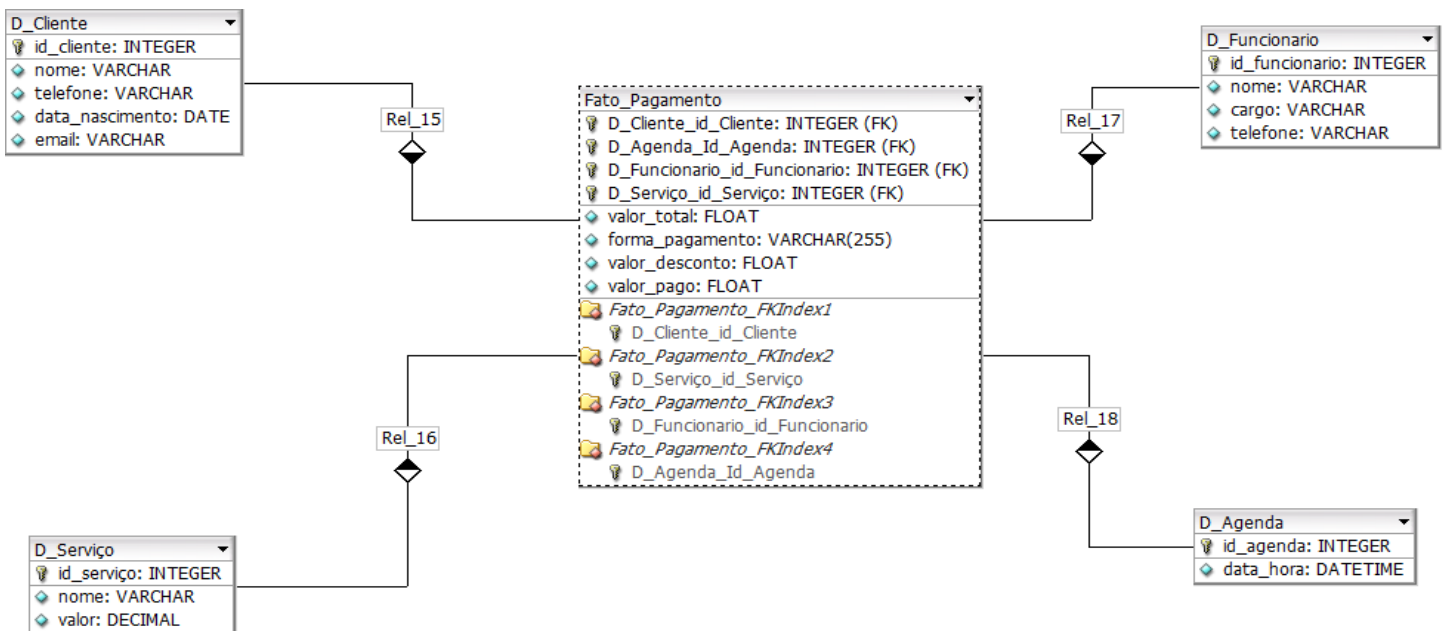 D_Cliente
id_cliente: INTEGER
nome: VARCHAR
telefone: VARCHAR
data_nascimento: DATE
email: VARCHAR
Rel_15
Fato_Pagamento
D_Cliente_id_Cliente: INTEGER (FK)
D_Agenda_Id_Agenda: INTEGER (FK)
D_Funcionario_id_Funcionario: INTEGER (FK)
D_Serviço_id_Serviço: INTEGER (FK)
valor_total: FLOAT
forma_pagamento: VARCHAR(255)
valor_desconto: FLOAT
valor_pago: FLOAT
Fato_Pagamento_FKIndex1
D_Cliente_id_Cliente
Fato_Pagamento_FKIndex2
D_Serviço_id_Serviço
Fato_Pagamento_FKIndex3
D_Funcionario_id_Funcionario
Fato_Pagamento_FKIndex4
D_Agenda_Id_Agenda
Rel_17
D_Funcionario
id_funcionario: INTEGER
nome: VARCHAR
cargo: VARCHAR
telefone: VARCHAR
Rel_16
D_Serviço
id_serviço: INTEGER
nome: VARCHAR
valor: DECIMAL
Rel_18
D_Agenda
id_agenda: INTEGER
data_hora: DATETIME